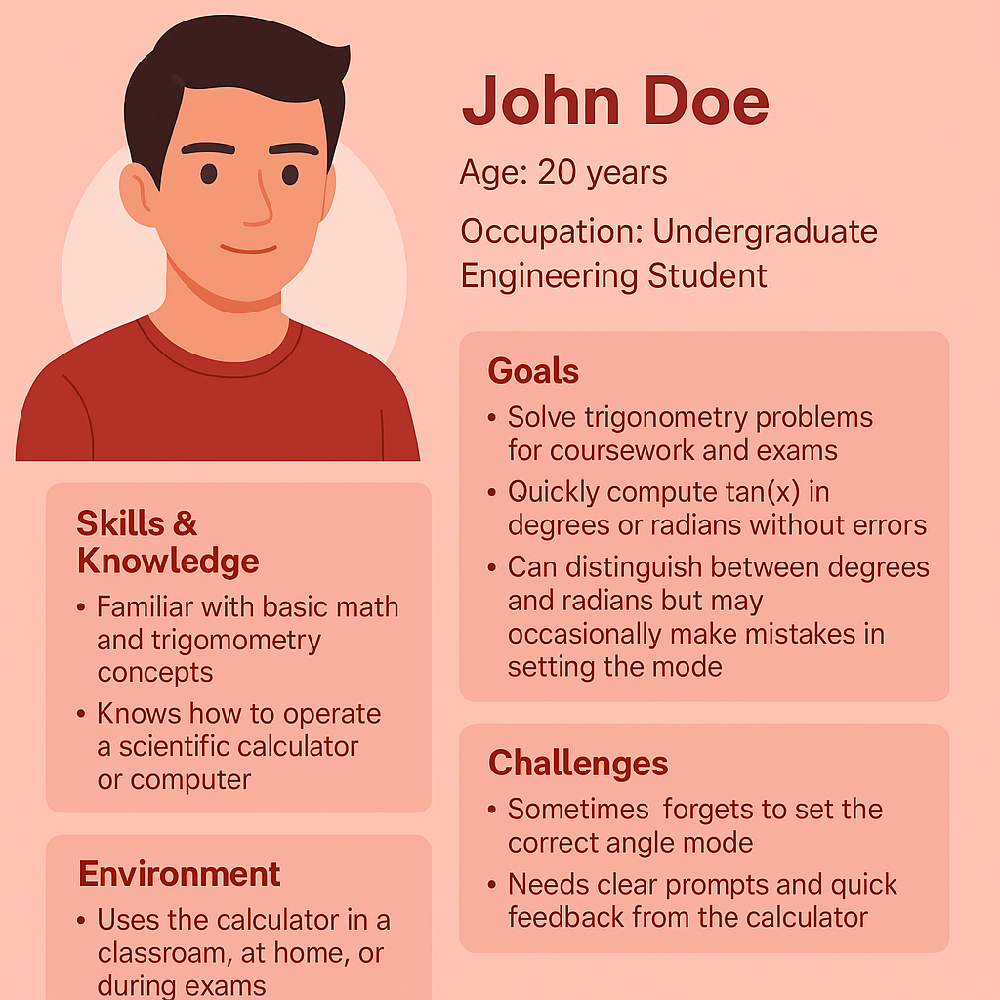 John Doe
Age: 20 years
Occupation: Undergraduate
Engineering Student
Goals
• Solve trigonometry problems
for coursework and exams
• Quickly compute tan(x) in
degrees or radians without errors
• Can distinguish between degrees
and radians but may
occasionally make mistakes in
setting the mode
Skills &
Knowledge
• Familiar with basic math
and trigomometry
concepts
• Knows how to operate
a scientific calculator
or computer
Challenges
• Sometimes forgets to set the
correct angle mode
• Needs clear prompts and quick
feedback from the calculator
Environment
• Uses the calculator in a
classroam, at home, or
during exams